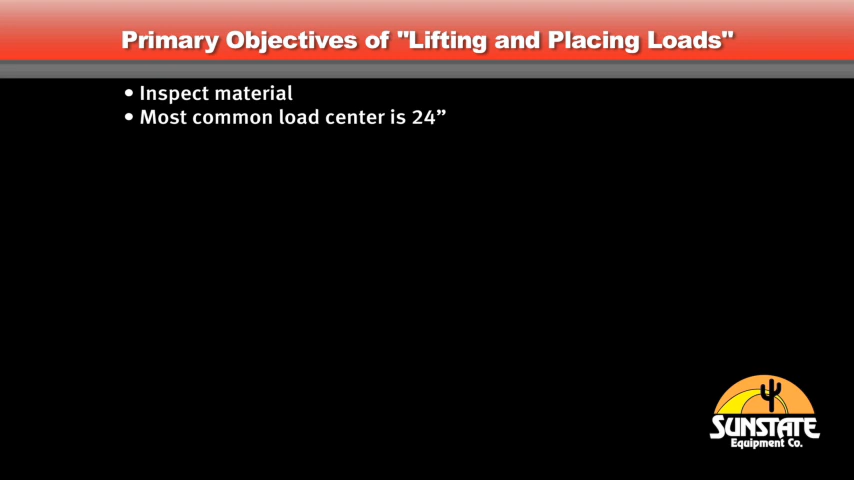 Primary Objectives of "Lifting and Placing Loads"
• Inspect material
• Most common load center is 24”
SUNSTATE
Equipment Co.